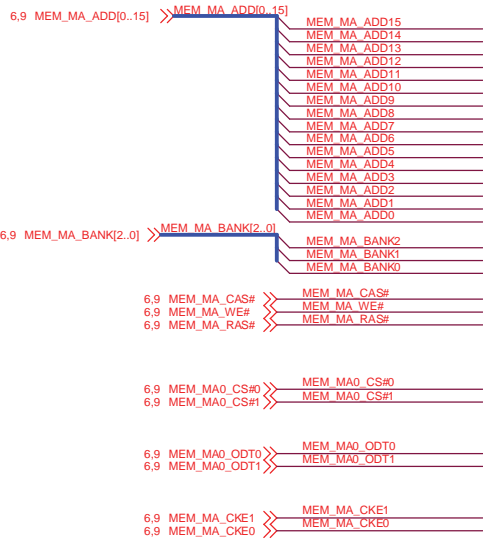 6,9 MEM_MA_ADD[0..15] MEM_MA_ADD[0..15]
MEM_MA_ADD15
MEM_MA_ADD14
MEM_MA_ADD13
MEM_MA_ADD12
MEM_MA_ADD11
MEM_MA_ADD10
MEM_MA_ADD9
MEM_MA_ADD8
MEM_MA_ADD7
MEM_MA_ADD6
MEM_MA_ADD5
MEM_MA_ADD4
MEM_MA_ADD3
MEM_MA_ADD2
MEM_MA_ADD1
MEM_MA_ADD0
6,9 MEM_MA_BANK[2..0] MEM_MA_BANK[2..0]
MEM_MA_BANK2
MEM_MA_BANK1
MEM_MA_BANK0
6,9 MEM_MA_CAS# MEM_MA_CAS#
6,9 MEM_MA_WE# MEM_MA_WE#
6,9 MEM_MA_RAS# MEM_MA_RAS#
6,9 MEM_MA0_CS#0 MEM_MA0_CS#0
6,9 MEM_MA0_CS#1 MEM_MA0_CS#1
6,9 MEM_MA0_ODT0 MEM_MA0_ODT0
6,9 MEM_MA0_ODT1 MEM_MA0_ODT1
6,9 MEM_MA_CKE1 MEM_MA_CKE1
6,9 MEM_MA_CKE0 MEM_MA_CKE0